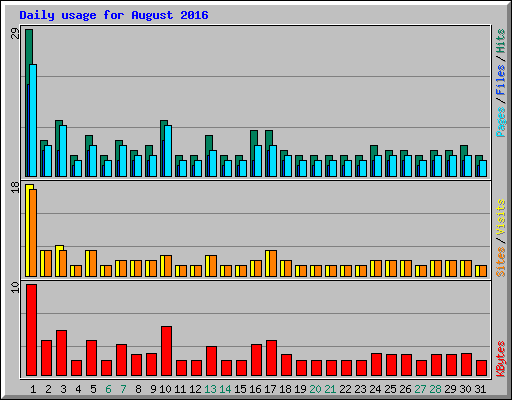 Daily usage for August 2016
29
Pages / Files / Hits
18
Sites / Visits
10
KBytes
1 2 3 4 5 6 7 8 9 10 11 12 13 14 15 16 17 18 19 20 21 22 23 24 25 26 27 28 29 30 31